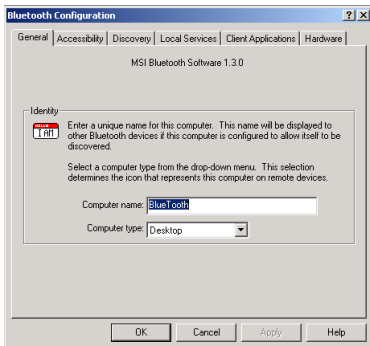 Bluetooth Configuration
General Accessibility Discovery Local Services Client Applications Hardware
MSI Bluetooth Software 1.3.0
Identity
HELLO
I AM
Enter a unique name for this computer. This name will be displayed to
other Bluetooth devices if this computer is configured to allow itself to be
discovered.
Select a computer type from the drop-down menu. This selection
determines the icon that represents this computer on remote devices.
Computer name: BlueTooth
Computer type: Desktop
OK Cancel Apply Help